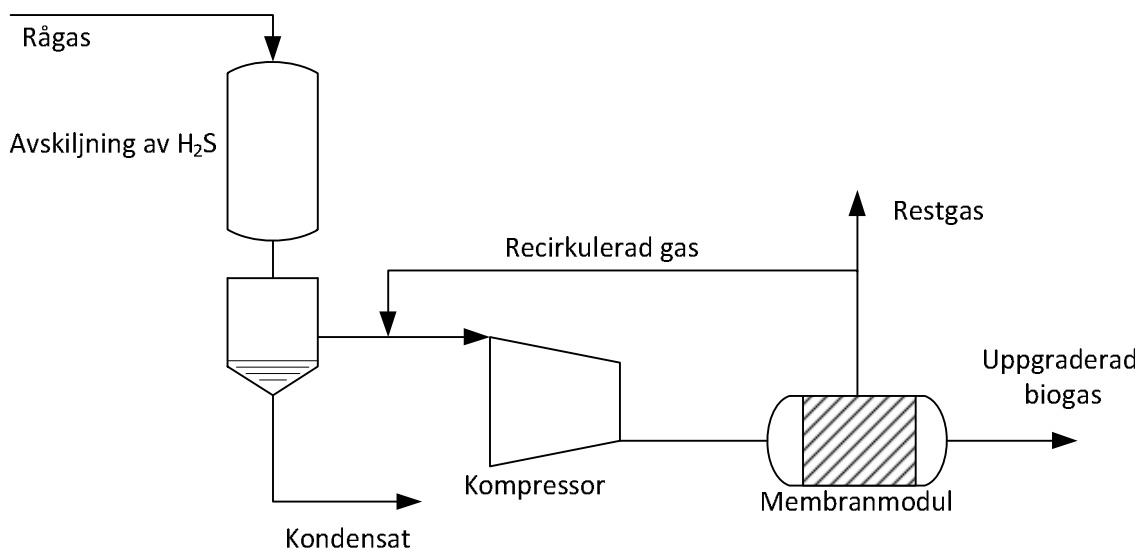 Rågas
Avskiljning av H₂S
Restgas
Recirkulerad gas
Uppgraderad
biogas
Kompressor
Membranmodul
Kondensat